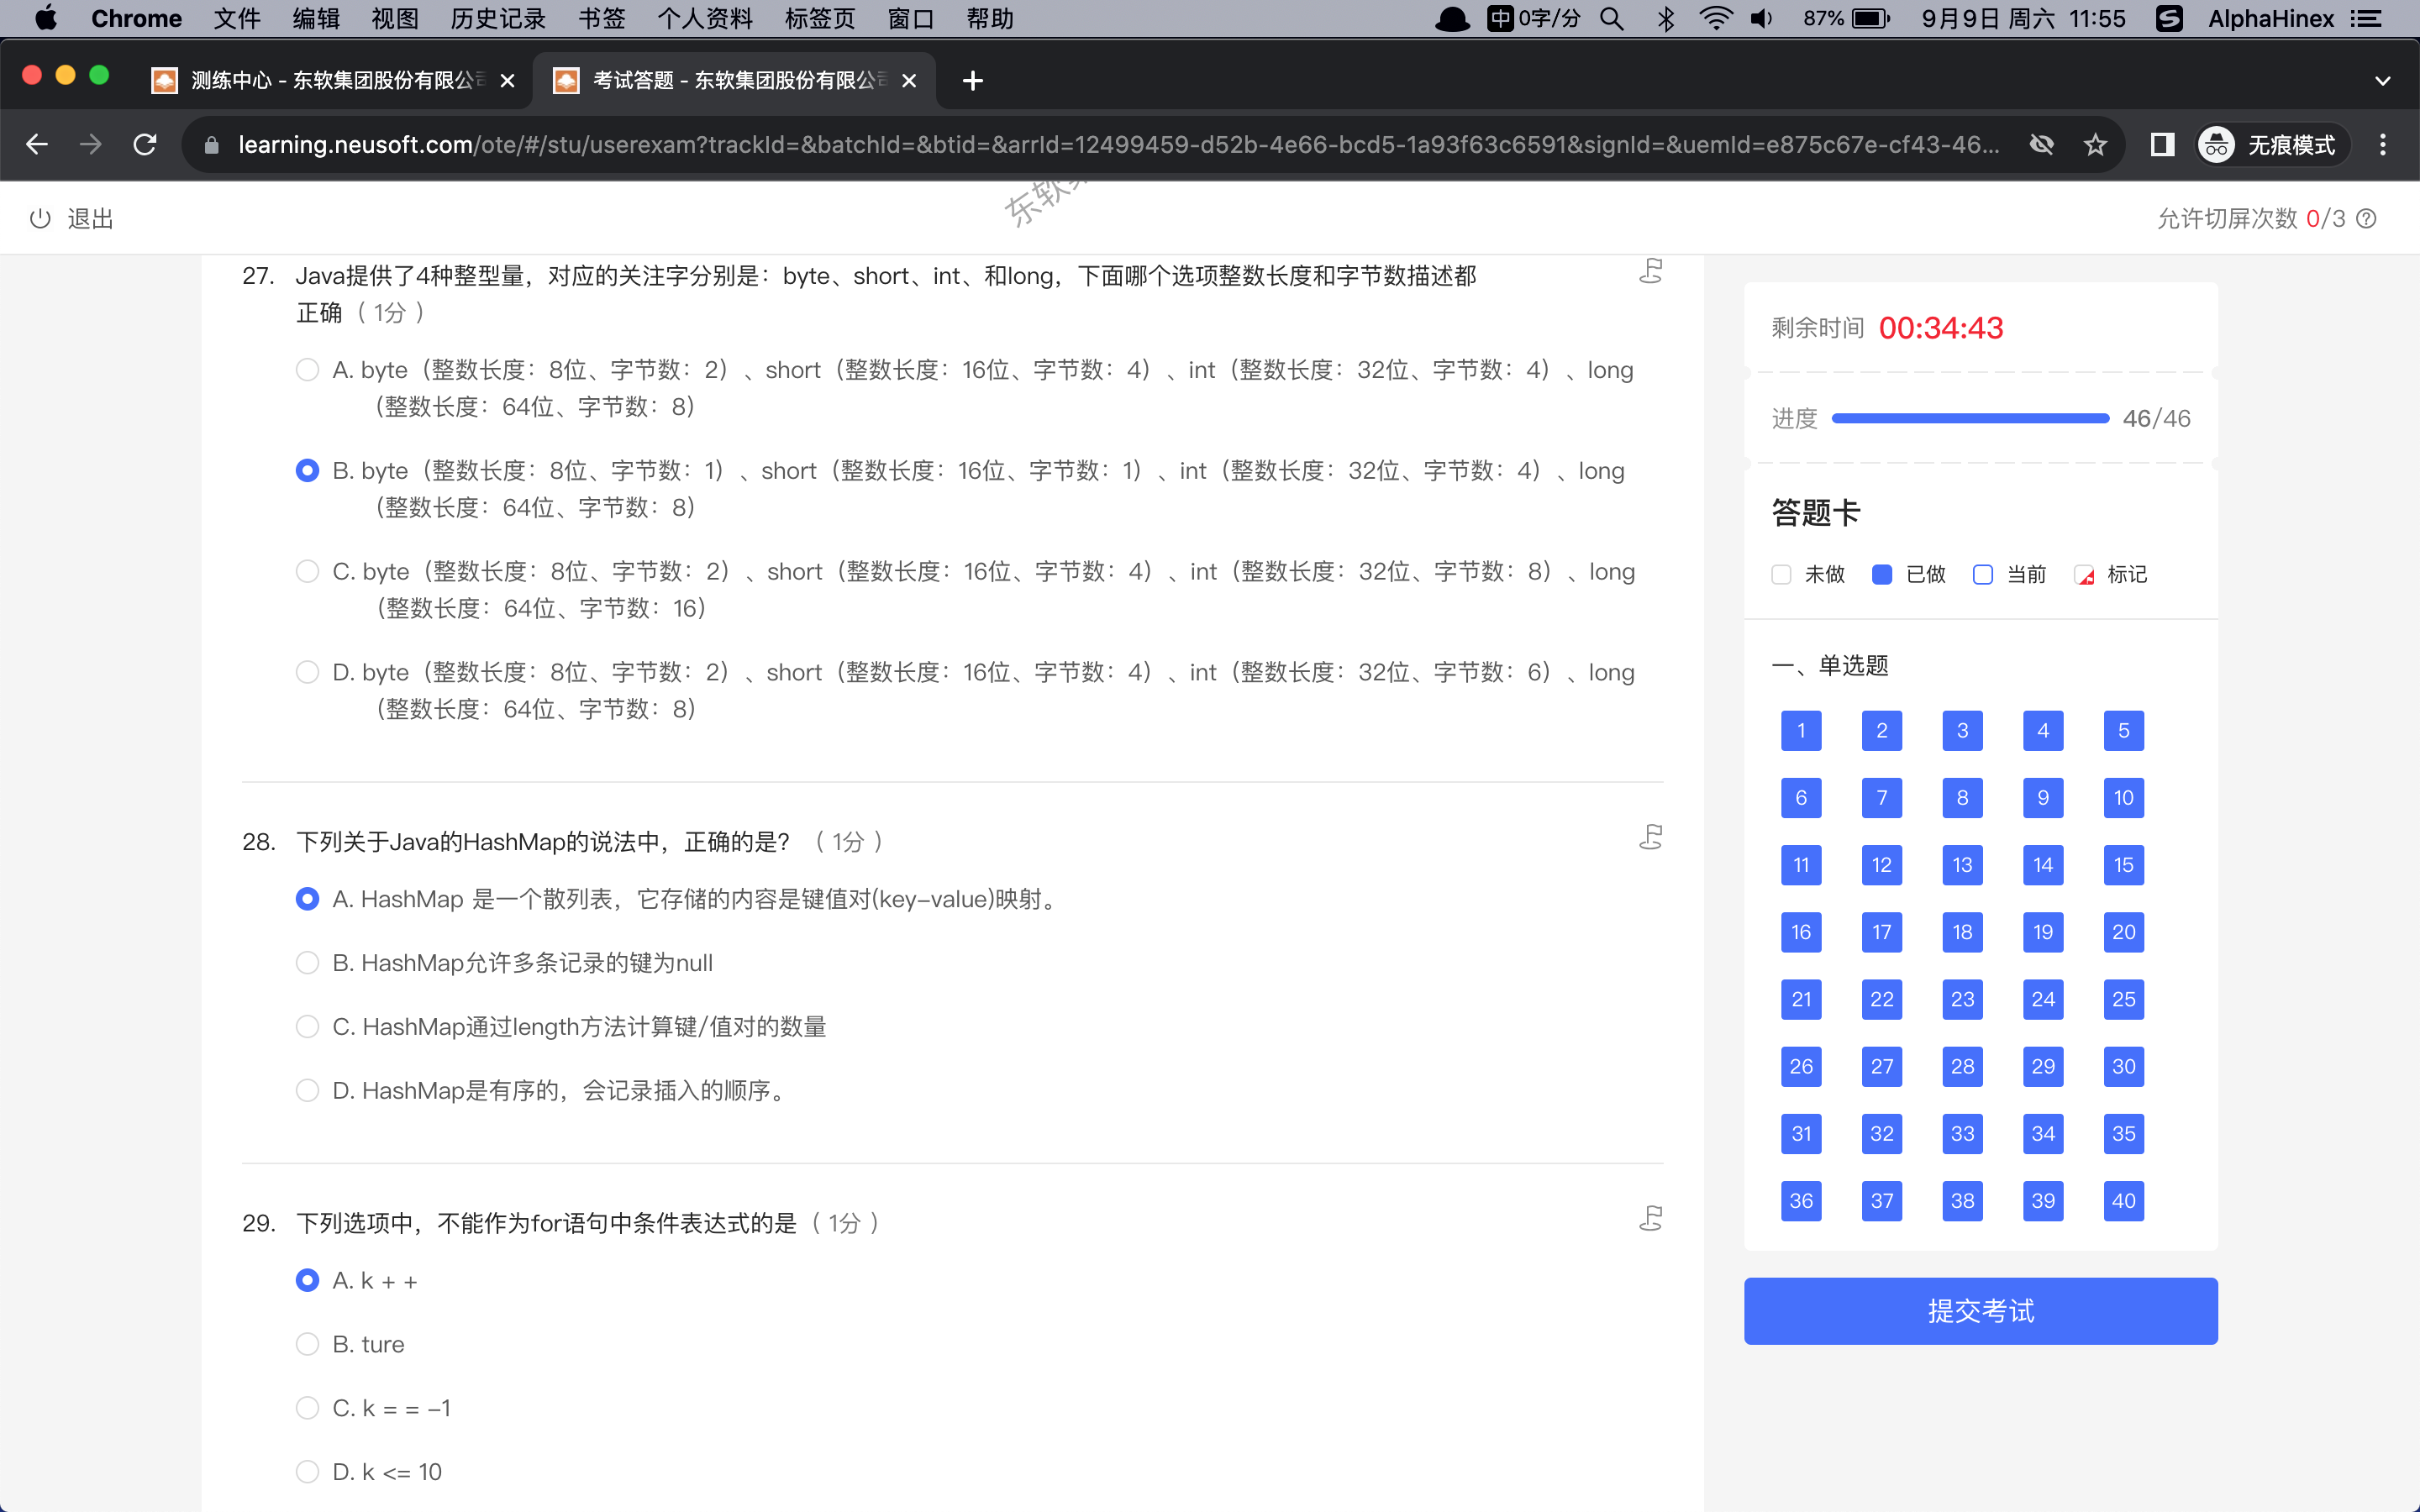 Chrome 文件 编辑 视图 历史记录 书签 个人资料 标签页 窗口 帮助 中 0字/分 87% 9月9日 周六 11:55 S AlphaHinex
测练中心 - 东软集团股份有限公司 考试答题 - 东软集团股份有限公司
learning.neusoft.com/ote/#/stu/userexam?trackId=&batchId=&btid=&arrId=12499459-d52b-4e66-bcd5-1a93f63c6591&signId=&uemId=e875c67e-cf43-46... 无痕模式
东软
退出 允许切屏次数 0/3
27. Java提供了4种整型量，对应的关注字分别是：byte、short、int、和long，下面哪个选项整数长度和字节数描述都
正确（ 1分 ）
A. byte（整数长度：8位、字节数：2）、short（整数长度：16位、字节数：4）、int（整数长度：32位、字节数：4）、long
（整数长度：64位、字节数：8）
B. byte（整数长度：8位、字节数：1）、short（整数长度：16位、字节数：1）、int（整数长度：32位、字节数：4）、long
（整数长度：64位、字节数：8）
C. byte（整数长度：8位、字节数：2）、short（整数长度：16位、字节数：4）、int（整数长度：32位、字节数：8）、long
（整数长度：64位、字节数：16）
D. byte（整数长度：8位、字节数：2）、short（整数长度：16位、字节数：4）、int（整数长度：32位、字节数：6）、long
（整数长度：64位、字节数：8）
28. 下列关于Java的HashMap的说法中，正确的是？（ 1分 ）
A. HashMap 是一个散列表，它存储的内容是键值对(key-value)映射。
B. HashMap允许多条记录的键为null
C. HashMap通过length方法计算键/值对的数量
D. HashMap是有序的，会记录插入的顺序。
29. 下列选项中，不能作为for语句中条件表达式的是（ 1分 ）
A. k + +
B. ture
C. k = = -1
D. k <= 10
剩余时间 00:34:43
进度 46/46
答题卡
未做 已做 当前 标记
一、单选题
1 2 3 4 5
6 7 8 9 10
11 12 13 14 15
16 17 18 19 20
21 22 23 24 25
26 27 28 29 30
31 32 33 34 35
36 37 38 39 40
提交考试